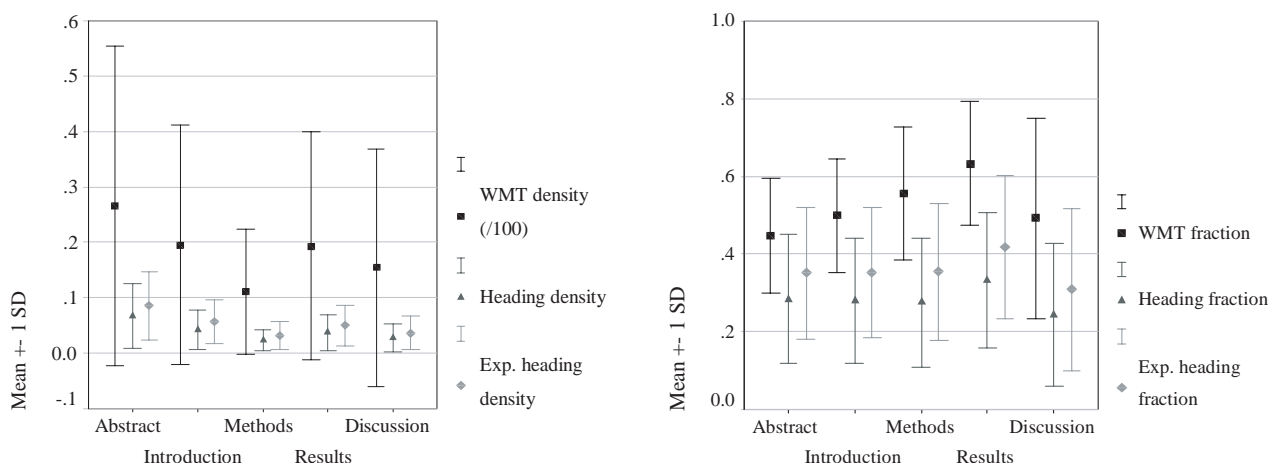 .6
.5
.4
.3
.2
.1
0.0
-.1
Mean +- 1 SD
Abstract
Introduction
Methods
Results
Discussion
WMT density
(/100)
Heading density
Exp. heading
density
1.0
.8
.6
.4
.2
0.0
Mean +- 1 SD
Abstract
Introduction
Methods
Results
Discussion
WMT fraction
Heading fraction
Exp. heading
fraction